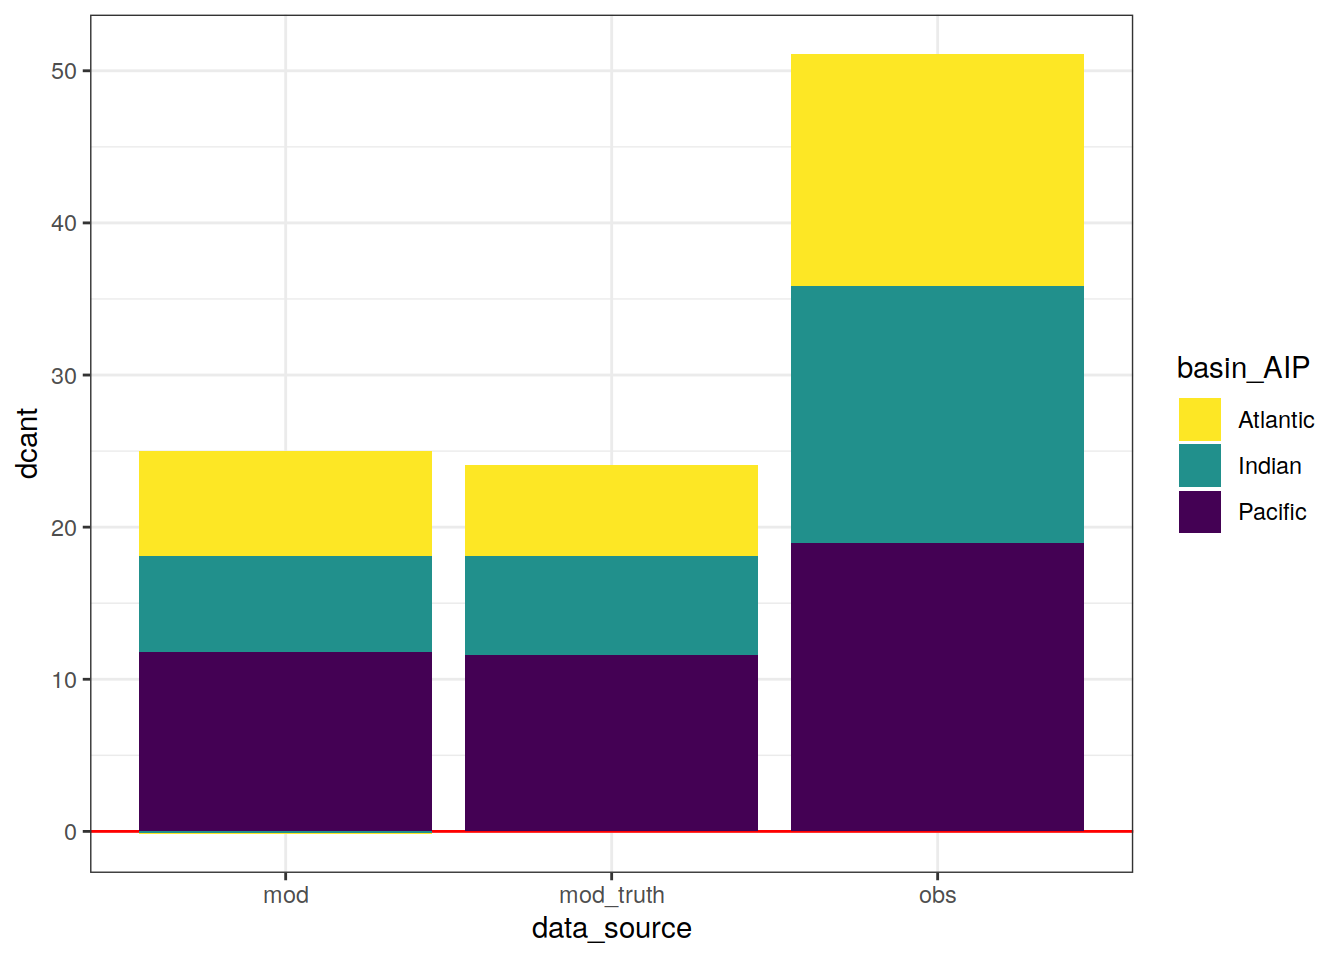 50
40
30
20
10
0
dcant
mod
mod_truth
obs
data_source
basin_AIP
Atlantic
Indian
Pacific